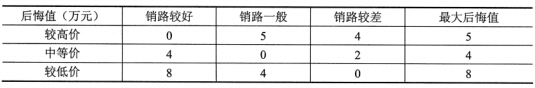 后悔值（万元） 销路较好 销路一般 销路较差 最大后悔值
较高价 0 5 4 5
中等价 4 0 2 4
较低价 8 4 0 8